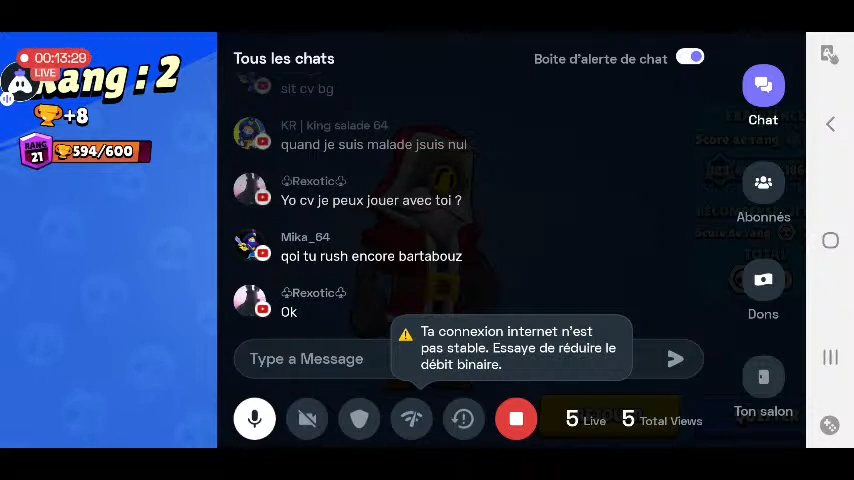 00:13:29
LIVE
Rang : 2
+8
RANG
21
594/600
Tous les chats
Boite d'alerte de chat
slt cv bg
KR | king salade 64
quand je suis malade jsuis nul
♧Rexotic♧
Yo cv je peux jouer avec toi ?
Mika_64
qoi tu rush encore bartabouz
♧Rexotic♧
Ok
Ta connexion internet n'est
pas stable. Essaye de réduire le
débit binaire.
Type a Message
5 Live 5 Total Views
Chat
Abonnés
Dons
Ton salon